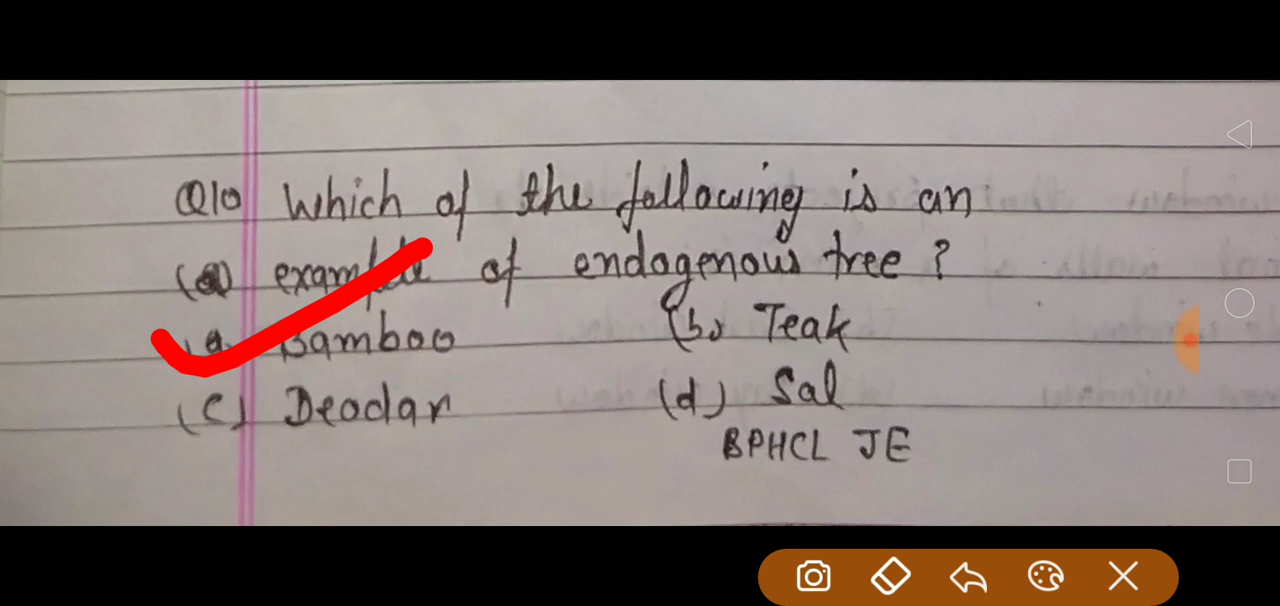 Q10 Which of the following is an
(a) example of endogenous tree?
(a. Bamboo (b) Teak
(c) Deodar (d) Sal
BPHCL JE